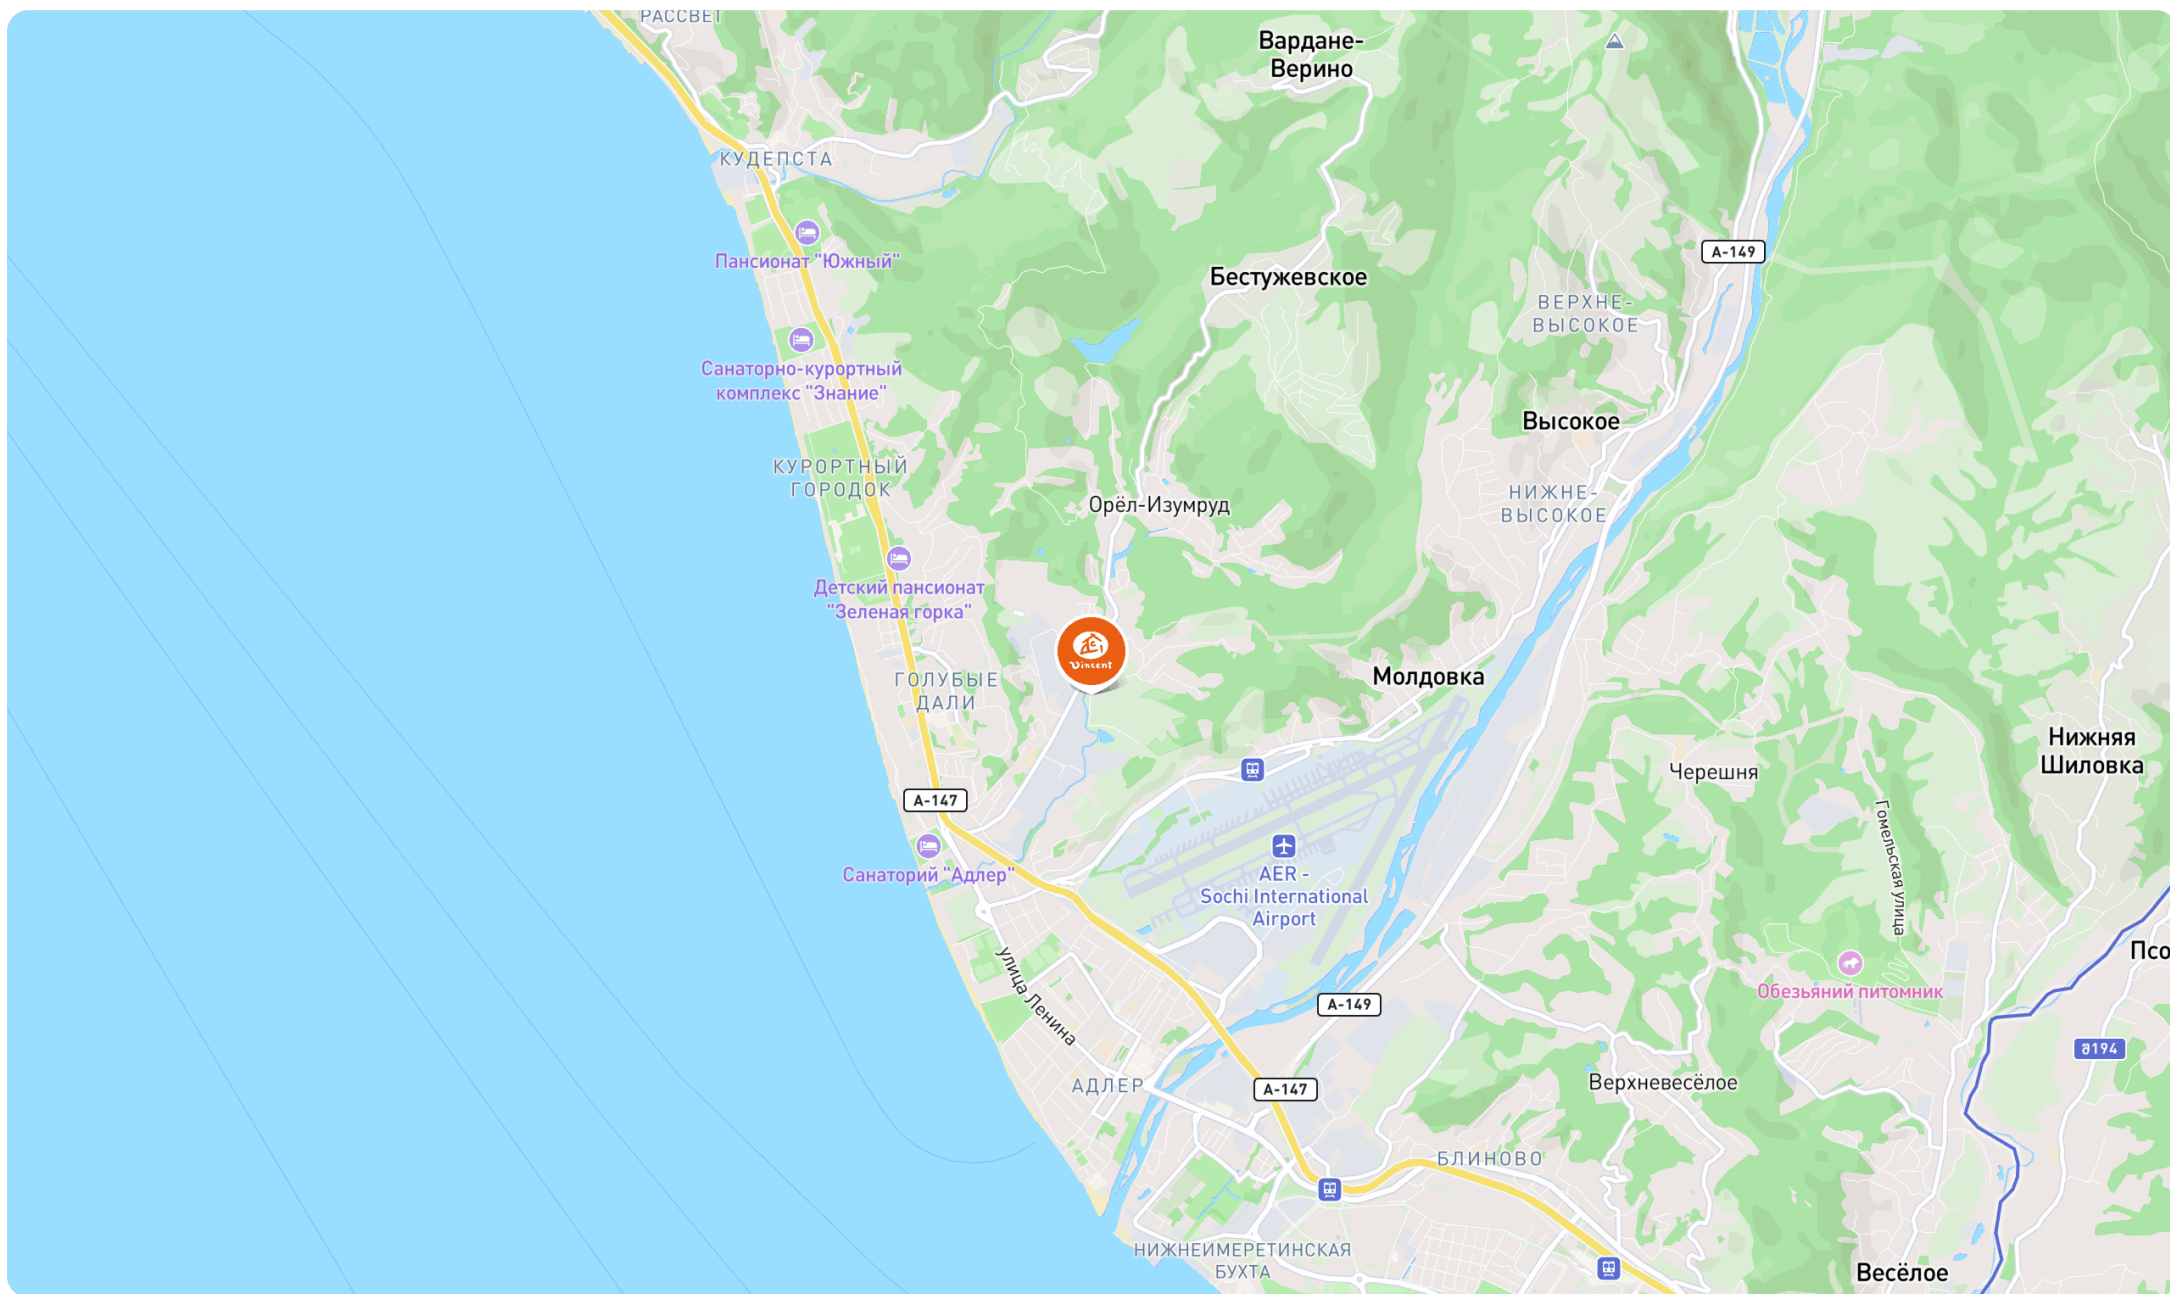 РАССВЕТ
Вардане-
Верино
КУДЕПСТА
Пансионат "Южный"
А-149
Бестужевское
ВЕРХНЕ-
ВЫСОКОЕ
Санаторно-курортный
комплекс "Знание"
Высокое
КУРОРТНЫЙ
ГОРОДОК
Орёл-Изумруд
НИЖНЕ-
ВЫСОКОЕ
Детский пансионат
"Зеленая горка"
Vincent
ГОЛУБЫЕ
ДАЛИ
Молдовка
Нижняя
Шиловка
Черешня
А-147
Гомельская улица
Санаторий "Адлер"
AER -
Sochi International
Airport
Псо
улица Ленина
Обезьяний питомник
А-149
შ194
АДЛЕР
А-147
Верхневесёлое
БЛИНОВО
НИЖНЕИМЕРЕТИНСКАЯ
БУХТА
Весёлое